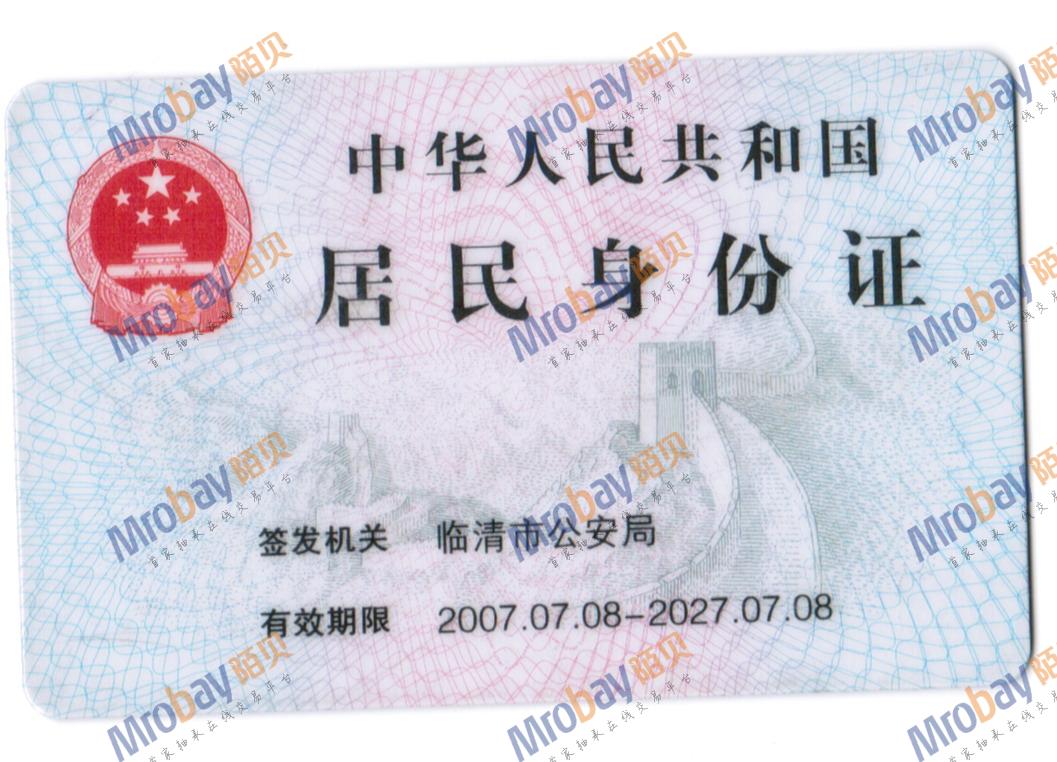 中华人民共和国
居民身份证
签发机关 临清市公安局
有效期限 2007.07.08-2027.07.08
Mrobay陌贝
首家抽承在线交易平台